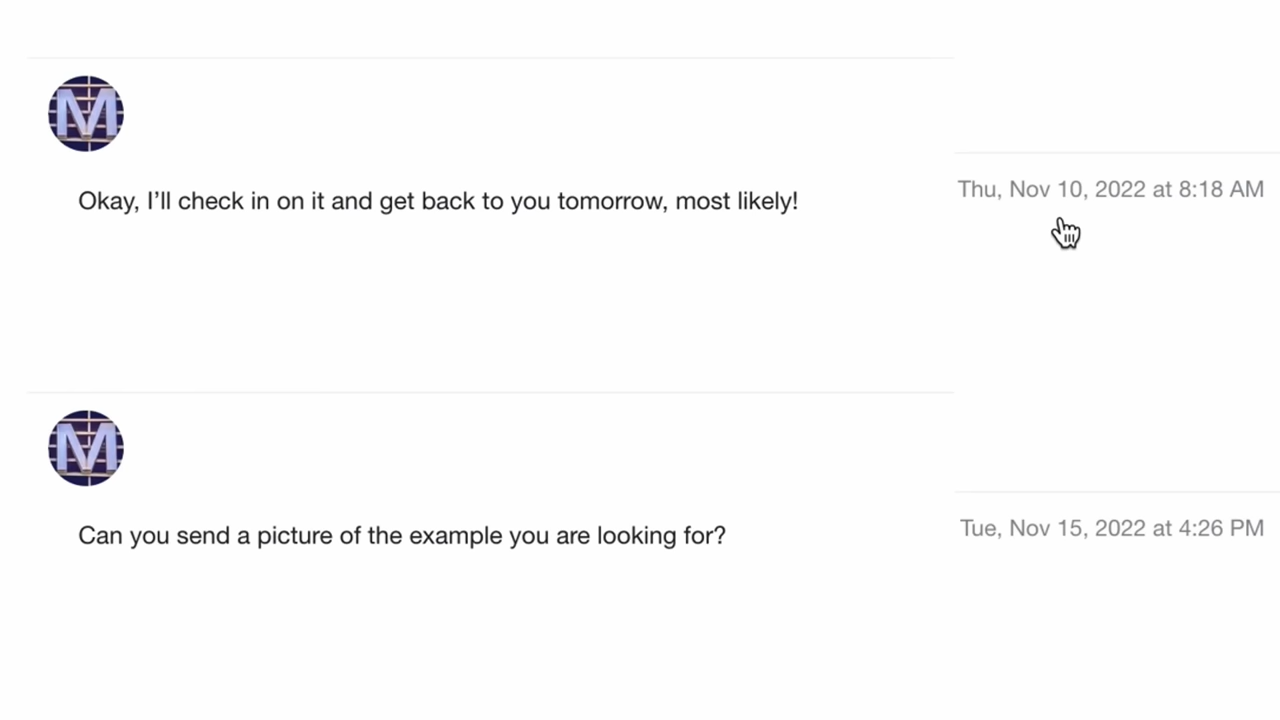 M
Okay, I’ll check in on it and get back to you tomorrow, most likely!
Thu, Nov 10, 2022 at 8:18 AM
M
Can you send a picture of the example you are looking for?
Tue, Nov 15, 2022 at 4:26 PM